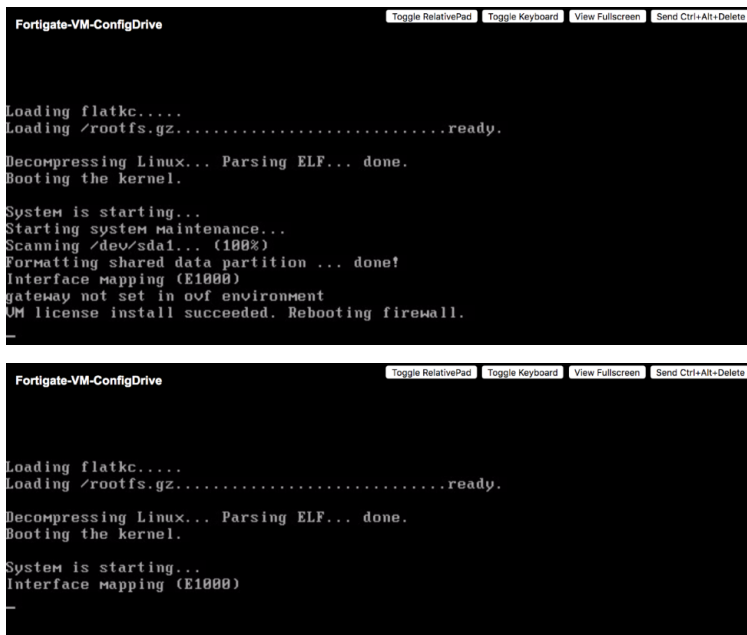 Fortigate-VM-ConfigDrive
Toggle RelativePad Toggle Keyboard View Fullscreen Send Ctrl+Alt+Delete
Loading flatkc.....
Loading /rootfs.gz.............................ready.
Decompressing Linux... Parsing ELF... done.
Booting the kernel.
System is starting...
Starting system maintenance...
Scanning /dev/sda1... (100%)
Formatting shared data partition ... done!
Interface mapping (E1000)
gateway not set in ovf environment
VM license install succeeded. Rebooting firewall.
Fortigate-VM-ConfigDrive
Toggle RelativePad Toggle Keyboard View Fullscreen Send Ctrl+Alt+Delete
Loading flatkc.....
Loading /rootfs.gz.............................ready.
Decompressing Linux... Parsing ELF... done.
Booting the kernel.
System is starting...
Interface mapping (E1000)